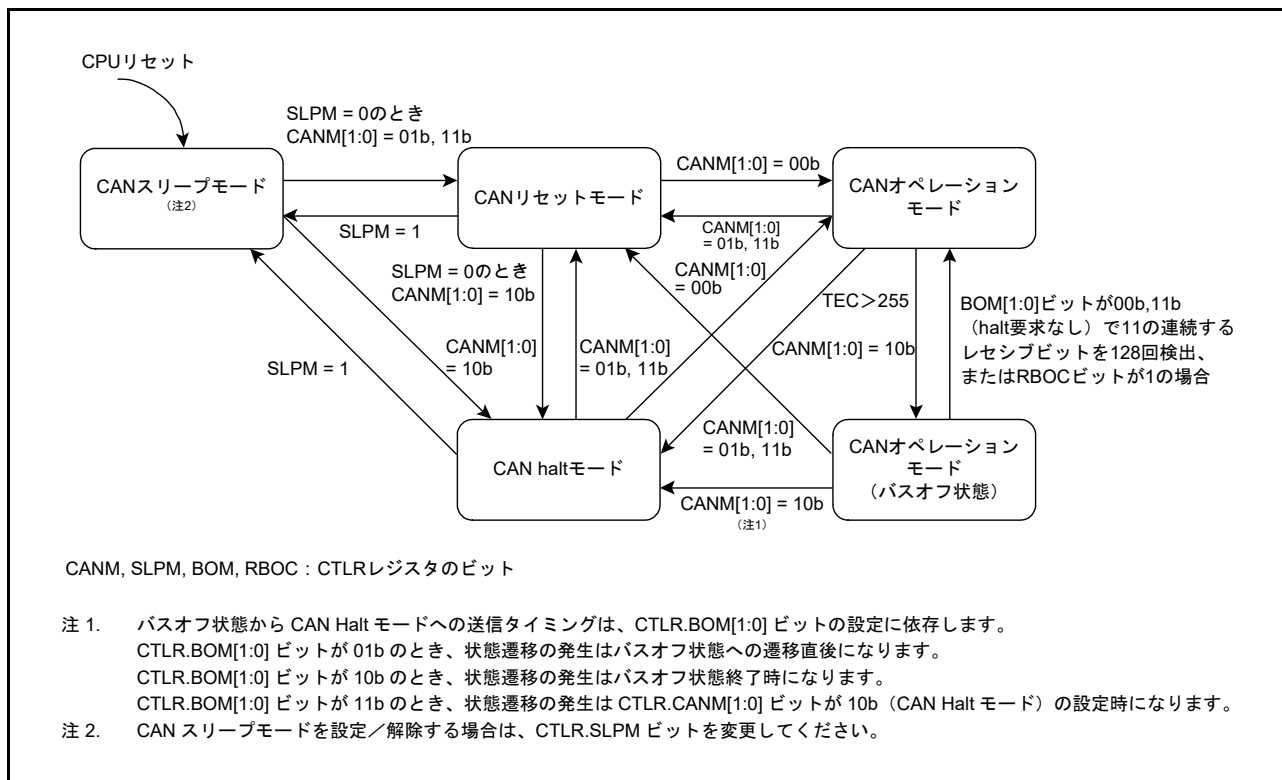 CPUリセット
SLPM = 0のとき
CANM[1:0] = 01b, 11b
CANスリープモード
（注2）
CANリセットモード
CANM[1:0] = 00b
CANオペレーション
モード
SLPM = 1
CANM[1:0]
= 01b, 11b
SLPM = 0のとき
CANM[1:0] = 10b
CANM[1:0]
= 00b
TEC＞255
BOM[1:0]ビットが00b,11b
（halt要求なし）で11の連続する
レセシブビットを128回検出、
またはRBOCビットが1の場合
SLPM = 1
CANM[1:0]
= 10b
CANM[1:0]
= 01b, 11b
CANM[1:0] = 10b
CAN haltモード
CANM[1:0]
= 01b, 11b
CANオペレーション
モード
（バスオフ状態）
CANM[1:0] = 10b
（注1）
CANM, SLPM, BOM, RBOC : CTLRレジスタのビット
注 1. バスオフ状態から CAN Halt モードへの送信タイミングは、CTLR.BOM[1:0] ビットの設定に依存します。
CTLR.BOM[1:0] ビットが 01b のとき、状態遷移の発生はバスオフ状態への遷移直後になります。
CTLR.BOM[1:0] ビットが 10b のとき、状態遷移の発生はバスオフ状態終了時になります。
CTLR.BOM[1:0] ビットが 11b のとき、状態遷移の発生は CTLR.CANM[1:0] ビットが 10b（CAN Halt モード）の設定時になります。
注 2. CAN スリープモードを設定／解除する場合は、CTLR.SLPM ビットを変更してください。